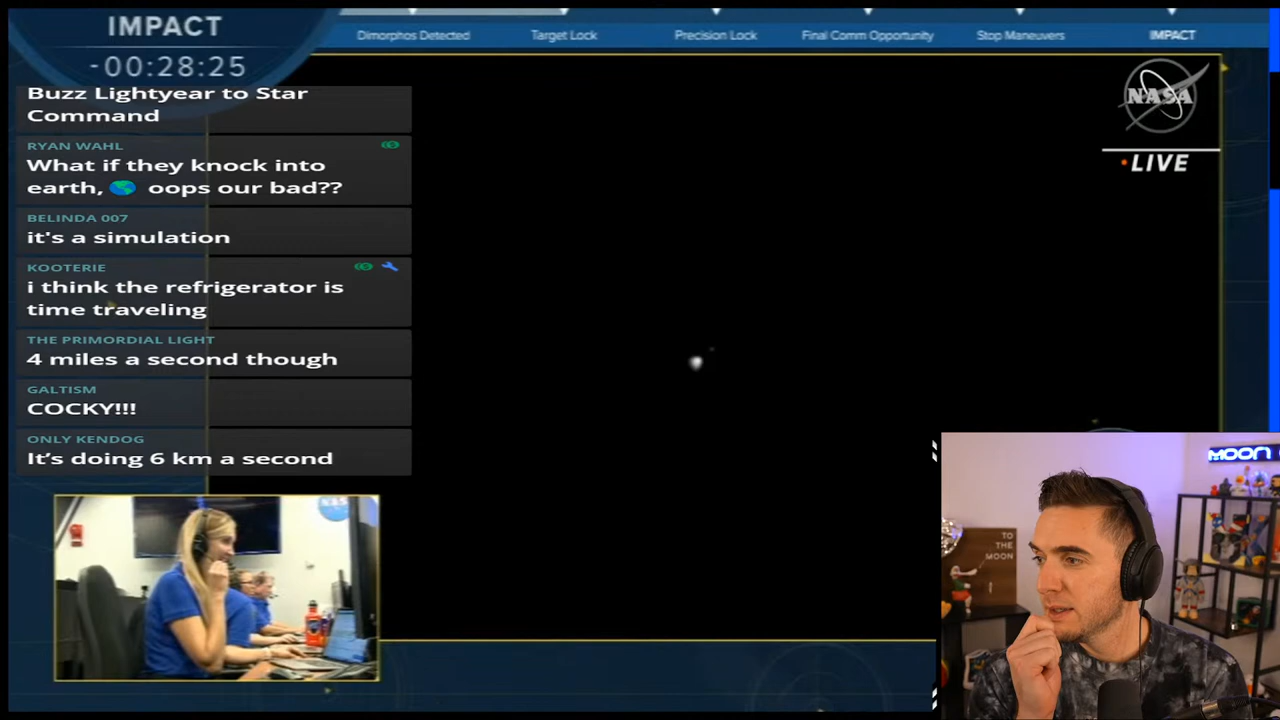 IMPACT
-00:28:25
Dimorphos Detected
Target Lock
Precision Lock
Final Comm Opportunity
Stop Maneuvers
IMPACT
NASA
LIVE
Buzz Lightyear to Star
Command
RYAN WAHL
What if they knock into
earth, 🌎 oops our bad??
BELINDA 007
it's a simulation
KOOTERIE
i think the refrigerator is
time traveling
THE PRIMORDIAL LIGHT
4 miles a second though
GALTISM
COCKY!!!
ONLY KENDOG
It’s doing 6 km a second
MOON
TO
THE
MOON